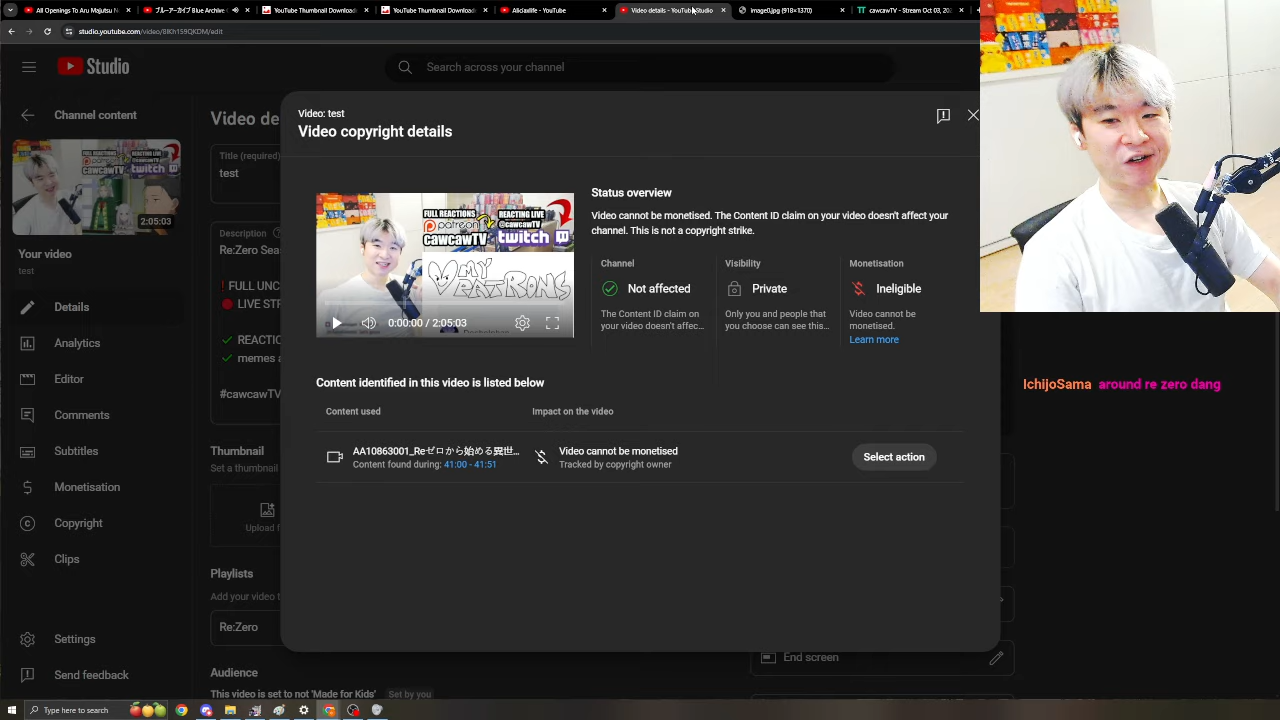 All Openings To Anu Majutsu N
ブルーアーカイブ Blue Archive
YouTube Thumbnail Download
YouTube Thumbnail Download
Aliciaxlife - YouTube
Video details - YouTube Studio
image0.jpg (918×1370)
cawcawTV - Stream Oct 03, 20
studio.youtube.com/video/8lKh1S9QKDM/edit
Studio
Search across your channel
Channel content
2:05:03
Your video
test
Details
Analytics
Editor
Comments
Subtitles
Monetisation
Copyright
Clips
Settings
Send feedback
Video de
Title (required)
test
Description
Re:Zero Sea
! FULL UNC
LIVE STR
REACTIO
memes a
#cawcawTV
Thumbnail
Set a thumbnail
Upload f
Playlists
Add your video t
Re:Zero
Audience
This video is set to not 'Made for Kids'
Set by you
Video: test
Video copyright details
FULL REACTIONS
patreon
CAWCAWTV
REACTING LIVE
@CAWCAWTV
twitch
MY PATRONS
0:00:00 / 2:05:03
Status overview
Video cannot be monetised. The Content ID claim on your video doesn't affect your
channel. This is not a copyright strike.
Channel
Not affected
The Content ID claim on
your video doesn't affec...
Visibility
Private
Only you and people that
you choose can see this...
Monetisation
Ineligible
Video cannot be
monetised.
Learn more
Content identified in this video is listed below
Content used
Impact on the video
AA10863001_Reゼロから始める異世...
Content found during: 41:00 - 41:51
Video cannot be monetised
Tracked by copyright owner
Select action
End screen
IchijoSama around re zero dang
Type here to search